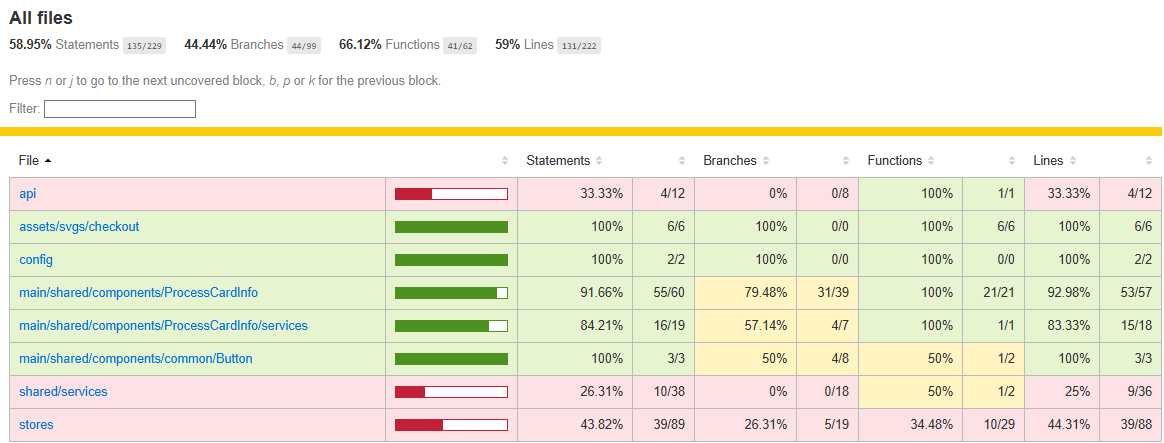 All files
58.95% Statements 135/229 44.44% Branches 44/99 66.12% Functions 41/62 59% Lines 131/222
Press n or j to go to the next uncovered block, b, p or k for the previous block.
Filter:
File Statements Branches Functions Lines
api 33.33% 4/12 0% 0/8 100% 1/1 33.33% 4/12
assets/svgs/checkout 100% 6/6 100% 0/0 100% 6/6 100% 6/6
config 100% 2/2 100% 0/0 100% 0/0 100% 2/2
main/shared/components/ProcessCardInfo 91.66% 55/60 79.48% 31/39 100% 21/21 92.98% 53/57
main/shared/components/ProcessCardInfo/services 84.21% 16/19 57.14% 4/7 100% 1/1 83.33% 15/18
main/shared/components/common/Button 100% 3/3 50% 4/8 50% 1/2 100% 3/3
shared/services 26.31% 10/38 0% 0/18 50% 1/2 25% 9/36
stores 43.82% 39/89 26.31% 5/19 34.48% 10/29 44.31% 39/88